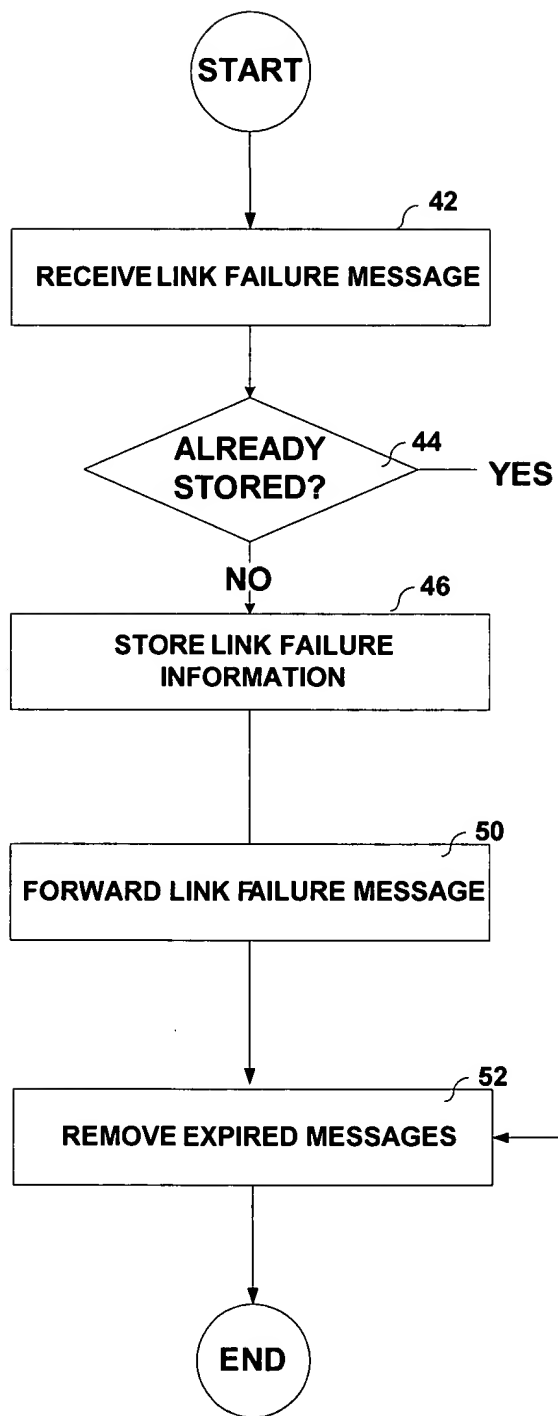 START
42
RECEIVE LINK FAILURE MESSAGE
ALREADY
STORED?
44
YES
NO
46
STORE LINK FAILURE
INFORMATION
50
FORWARD LINK FAILURE MESSAGE
52
REMOVE EXPIRED MESSAGES
END